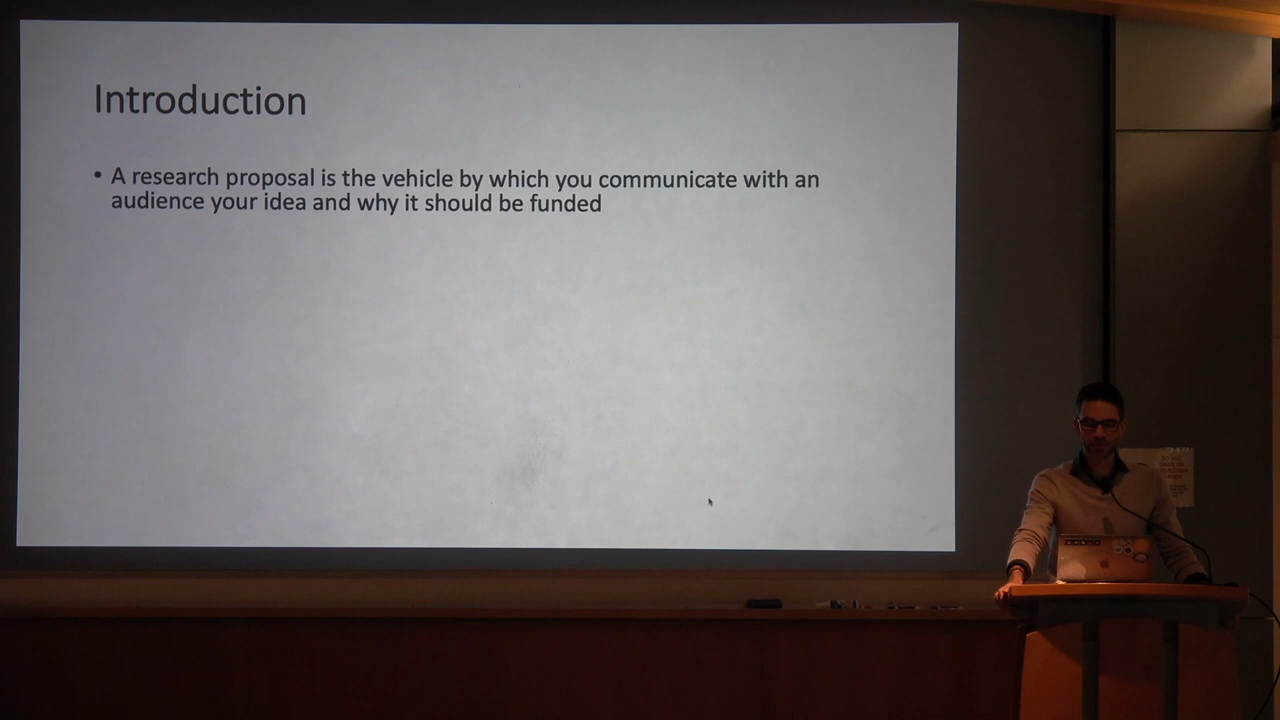 Introduction
• A research proposal is the vehicle by which you communicate with an
audience your idea and why it should be funded